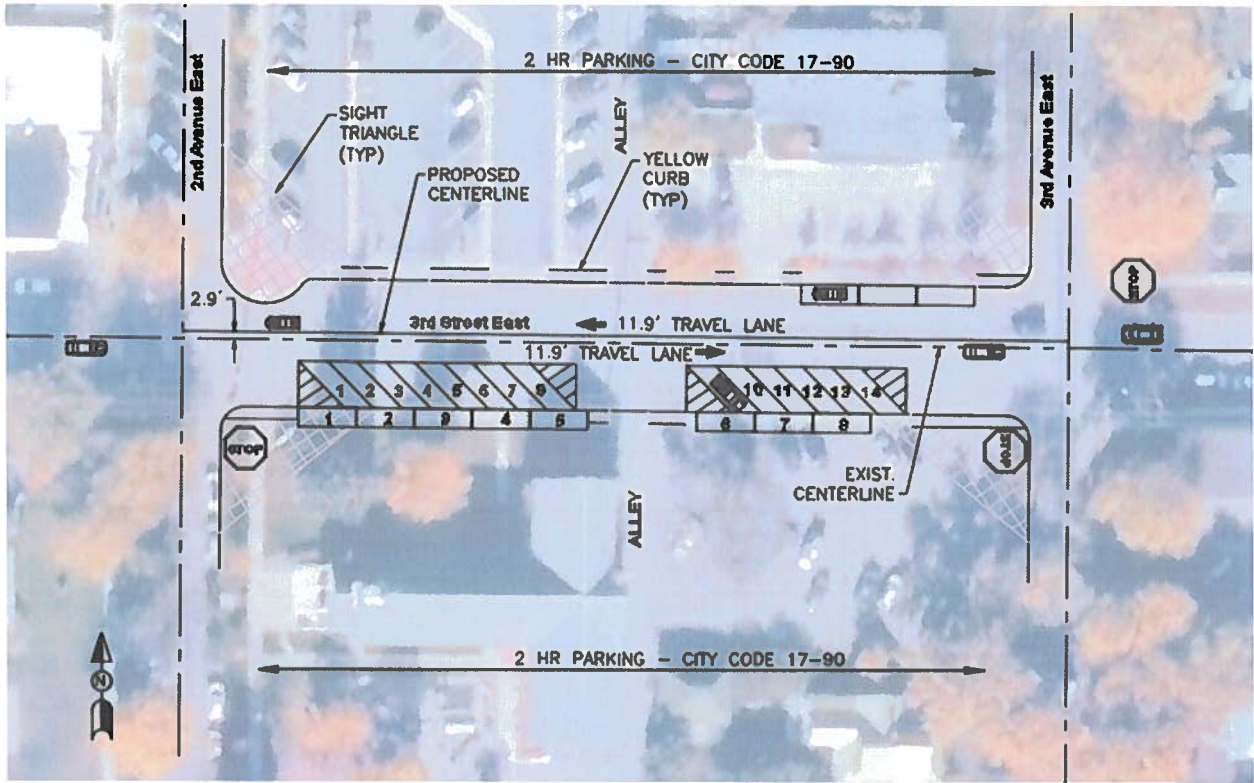 2 HR PARKING - CITY CODE 17-90
2nd Avenue East
SIGHT
TRIANGLE
(TYP)
ALLEY
3rd Avenue East
PROPOSED
CENTERLINE
YELLOW
CURB
(TYP)
STOP
2.9'
3rd Street East
11.9' TRAVEL LANE
11.9' TRAVEL LANE
1 2 3 4 5 6 7 9
10 11 12 13 14
1 2 3 4 5
6 7 8
STOP
STOP
EXIST.
CENTERLINE
ALLEY
2 HR PARKING - CITY CODE 17-90
N